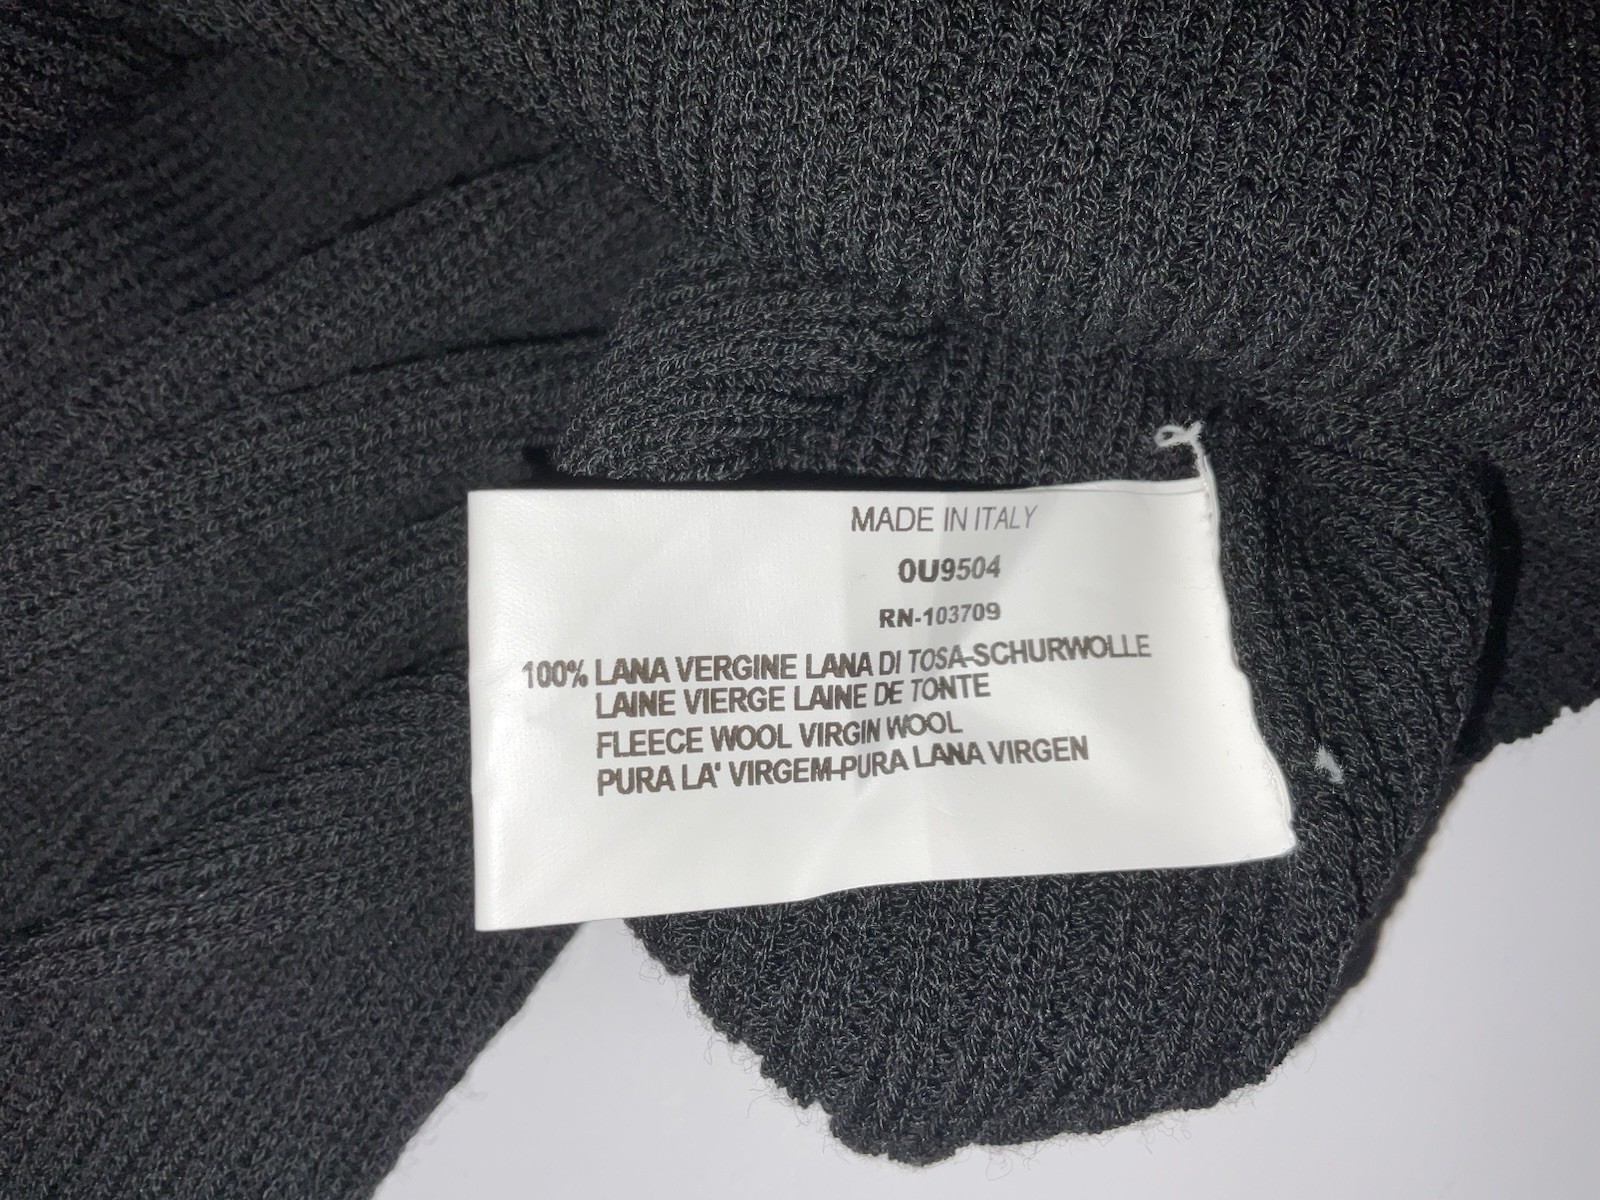 MADE IN ITALY
0U9504
RN-103709
100% LANA VERGINE LANA DI TOSA-SCHURWOLLE
LAINE VIERGE LAINE DE TONTE
FLEECE WOOL VIRGIN WOOL
PURA LA' VIRGEM-PURA LANA VIRGEN